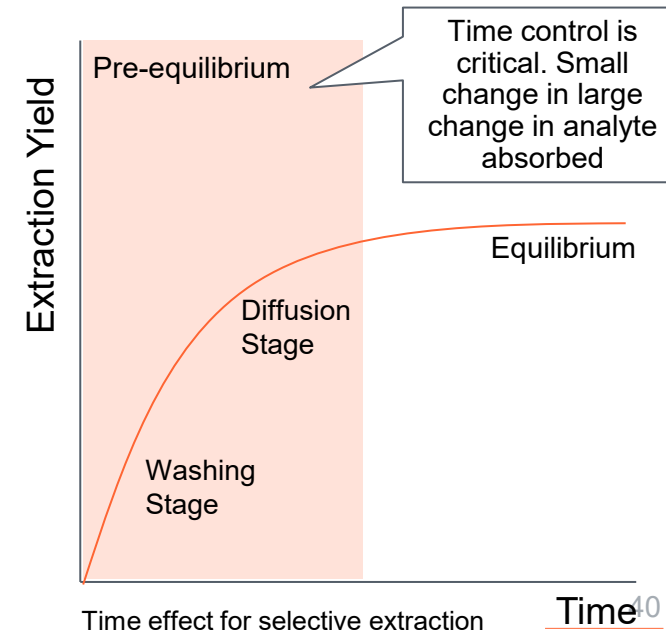 Time control is
critical. Small
change in large
change in analyte
absorbed
Pre-equilibrium
Extraction Yield
Equilibrium
Diffusion
Stage
Washing
Stage
Time effect for selective extraction
Time
40